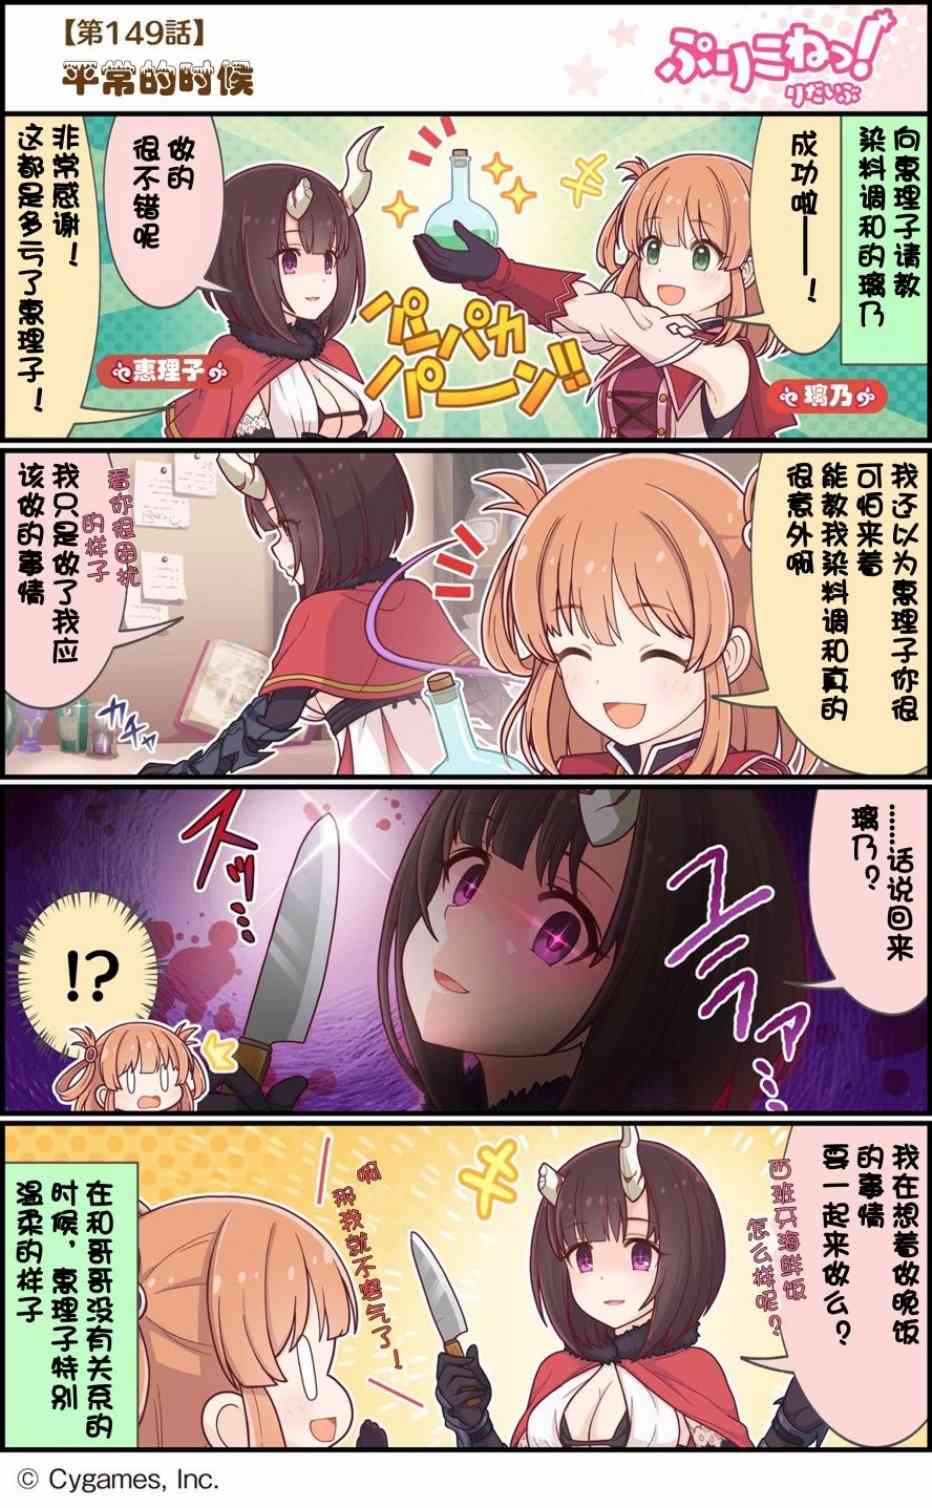 【第149話】
平常的时候
ぷりこねっ!
りだいぶ
向惠理子请教
染料调和的璃乃
成功啦——!
做的
很不错呢
非常感谢!
这都是多亏了惠理子!
パンパカ
パーン!!
惠理子
璃乃
我还以为惠理子你很
可怕来着
能教我染料调和真的
很意外啊
看你很困扰
的样子
我只是做了我应
该做的事情
カチャ
……话说回来
璃乃?
ユラァ…
スッ…
!?
我在想着做晚饭
的事情
要一起来做么?
西班牙海鲜饭
怎么样呢?
啊
那我就不客气了!
在和哥哥没有关系的
时候,惠理子特别
温柔的样子
© Cygames, Inc.